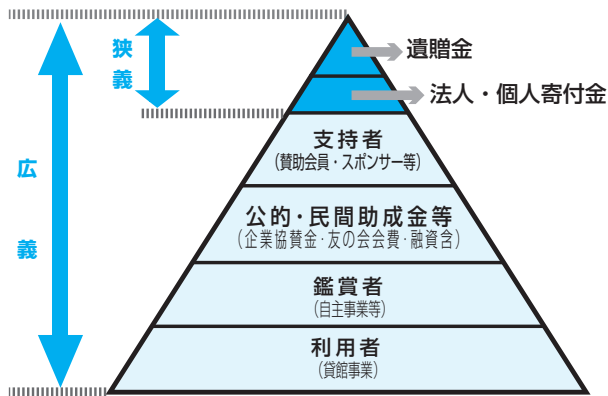 狭義
広義
遺贈金
法人・個人寄付金
支持者
(賛助会員・スポンサー等)
公的・民間助成金等
(企業協賛金・友の会会費・融資含)
鑑賞者
(自主事業等)
利用者
(貸館事業)